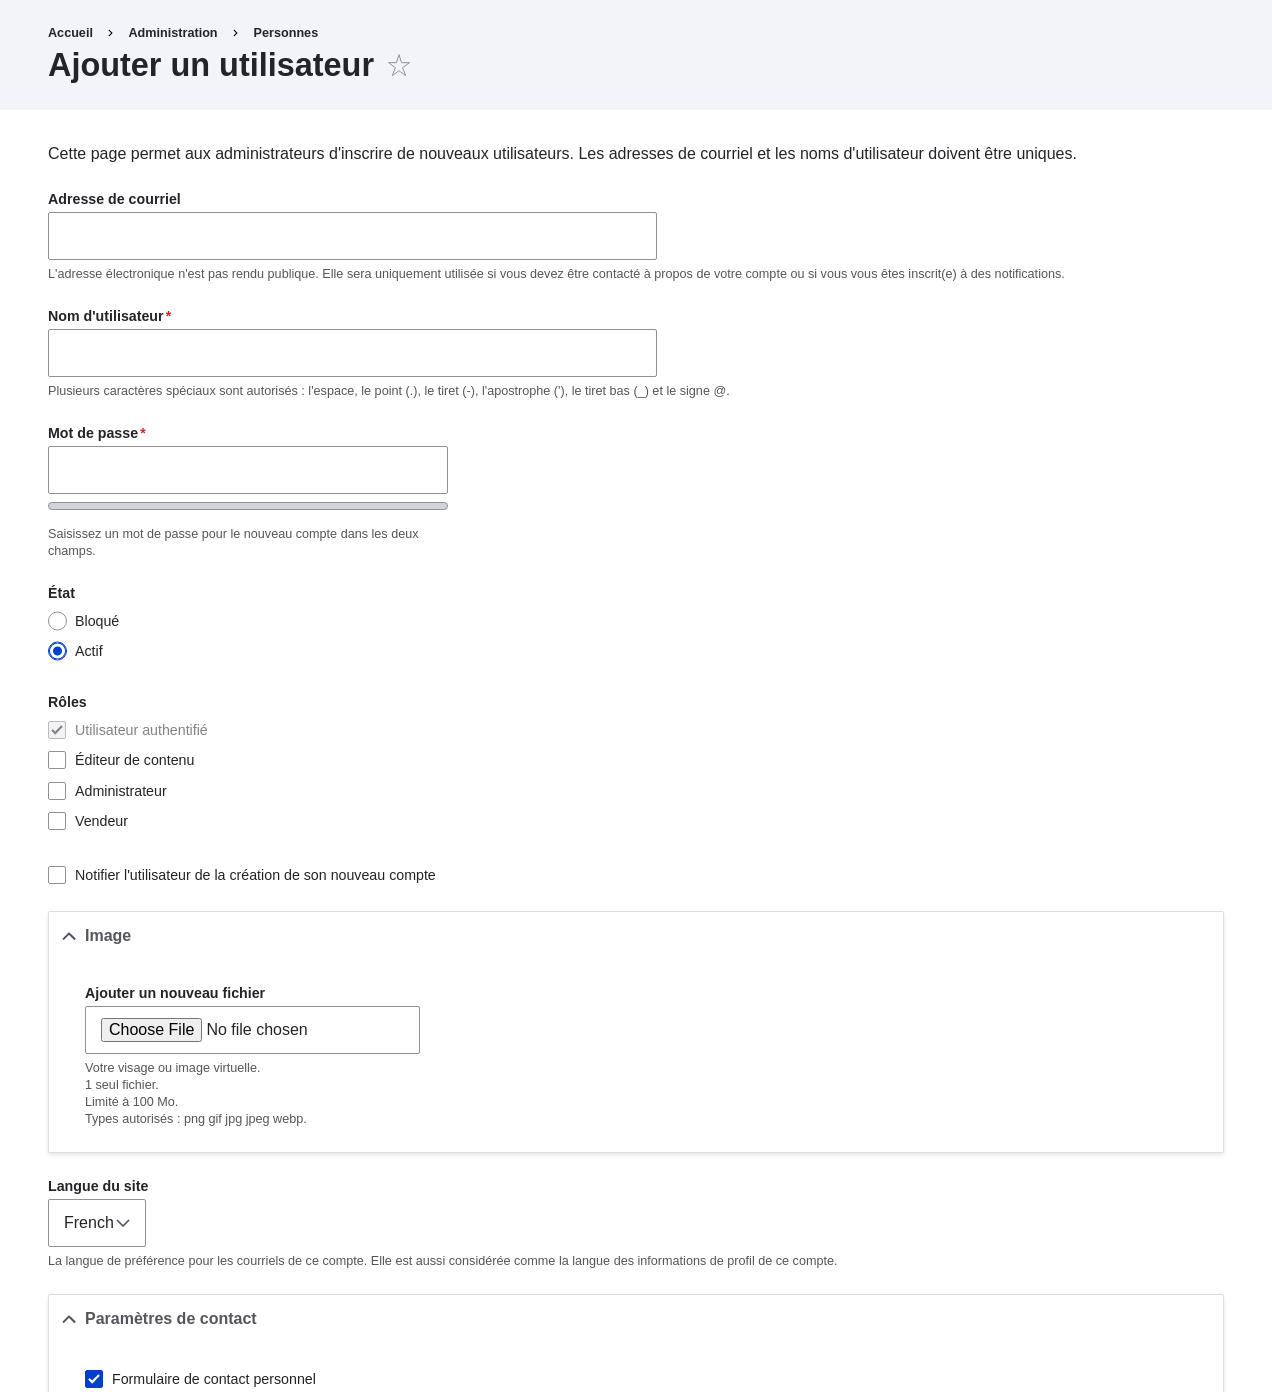 Accueil › Administration › Personnes
Ajouter un utilisateur
Cette page permet aux administrateurs d'inscrire de nouveaux utilisateurs. Les adresses de courriel et les noms d'utilisateur doivent être uniques.
Adresse de courriel
L'adresse électronique n'est pas rendu publique. Elle sera uniquement utilisée si vous devez être contacté à propos de votre compte ou si vous vous êtes inscrit(e) à des notifications.
Nom d'utilisateur*
Plusieurs caractères spéciaux sont autorisés : l'espace, le point (.), le tiret (-), l'apostrophe ('), le tiret bas (_) et le signe @.
Mot de passe*
Saisissez un mot de passe pour le nouveau compte dans les deux
champs.
État
Bloqué
Actif
Rôles
Utilisateur authentifié
Éditeur de contenu
Administrateur
Vendeur
Notifier l'utilisateur de la création de son nouveau compte
Image
Ajouter un nouveau fichier
Choose File No file chosen
Votre visage ou image virtuelle.
1 seul fichier.
Limité à 100 Mo.
Types autorisés : png gif jpg jpeg webp.
Langue du site
French
La langue de préférence pour les courriels de ce compte. Elle est aussi considérée comme la langue des informations de profil de ce compte.
Paramètres de contact
Formulaire de contact personnel